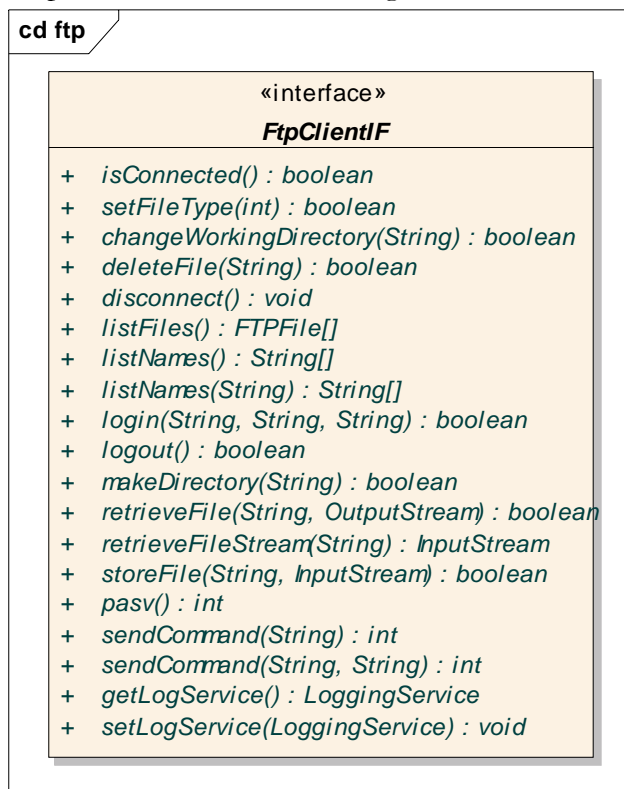 cd ftp
«interface»
FtpClientIF
+ isConnected() : boolean
+ setFileType(int) : boolean
+ changeWorkingDirectory(String) : boolean
+ deleteFile(String) : boolean
+ disconnect() : void
+ listFiles() : FTPFile[]
+ listNames() : String[]
+ listNames(String) : String[]
+ login(String, String, String) : boolean
+ logout() : boolean
+ makeDirectory(String) : boolean
+ retrieveFile(String, OutputStream) : boolean
+ retrieveFileStream(String) : InputStream
+ storeFile(String, InputStream) : boolean
+ pasv() : int
+ sendCommand(String) : int
+ sendCommand(String, String) : int
+ getLogService() : LoggingService
+ setLogService(LoggingService) : void